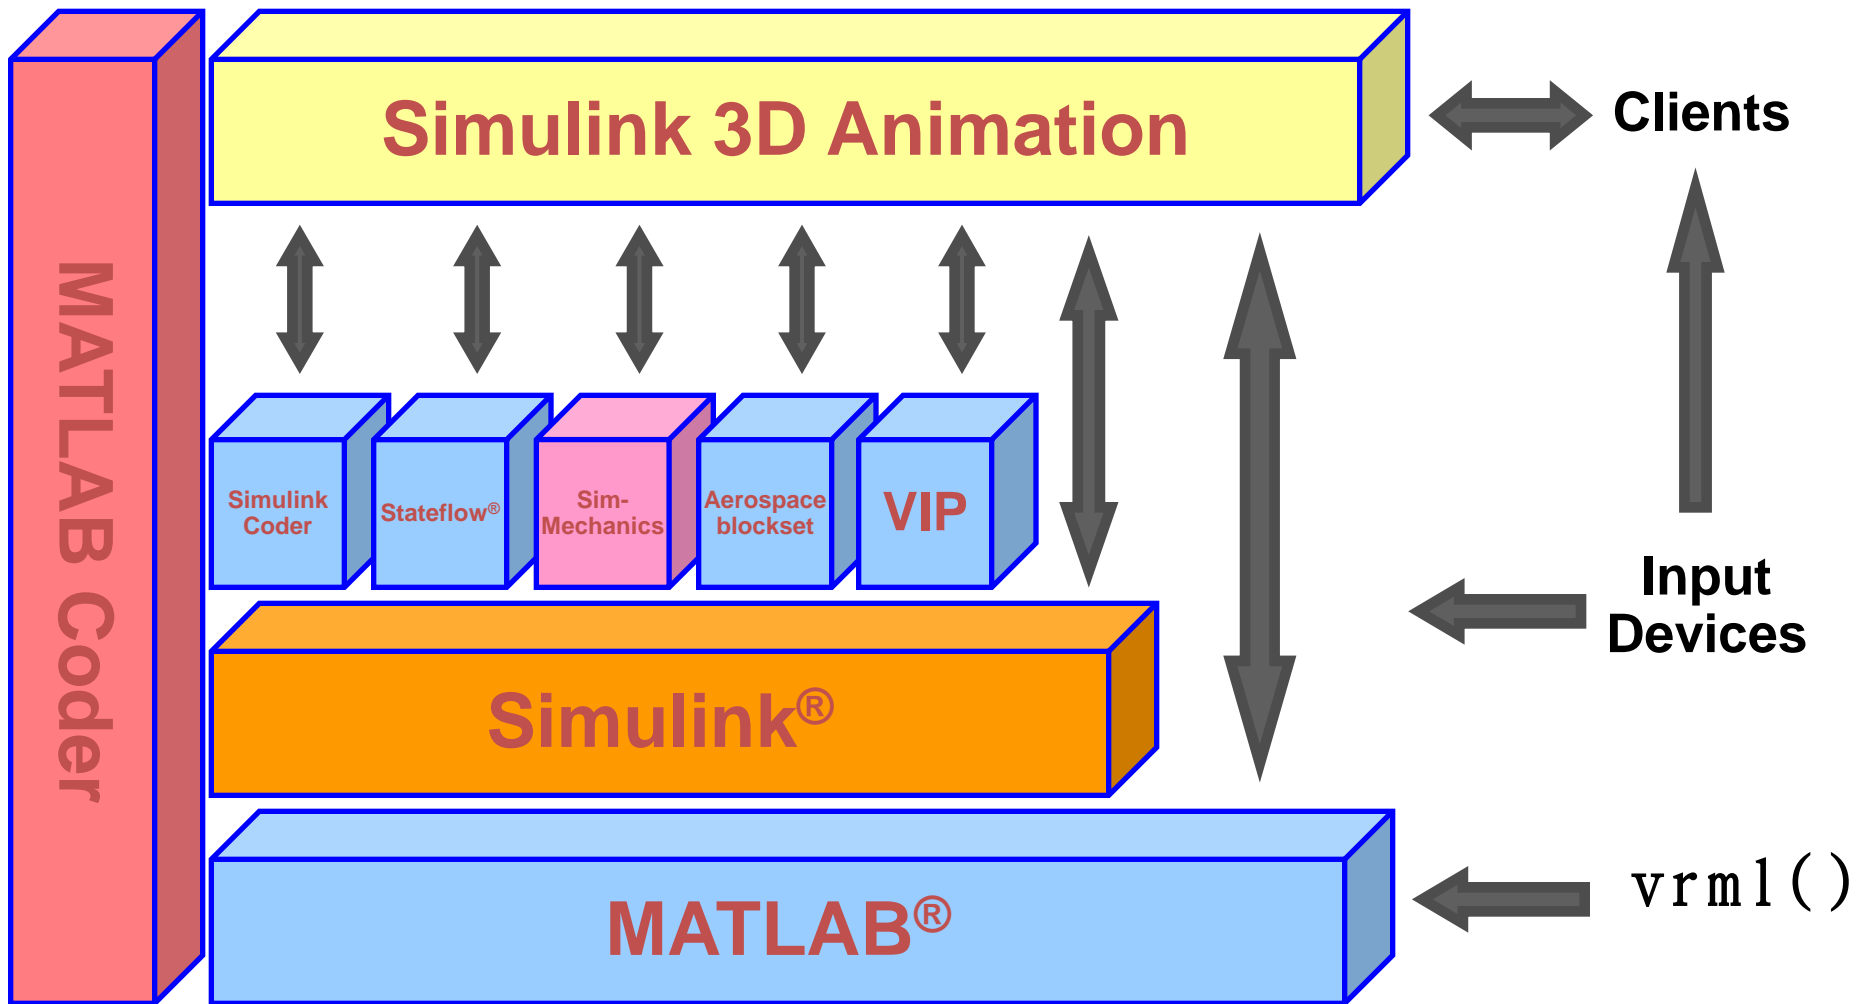 Simulink 3D Animation
Clients
MATLAB Coder
Simulink
Coder
Stateflow®
Sim-
Mechanics
Aerospace
blockset
VIP
Input
Devices
Simulink®
MATLAB®
vrml()